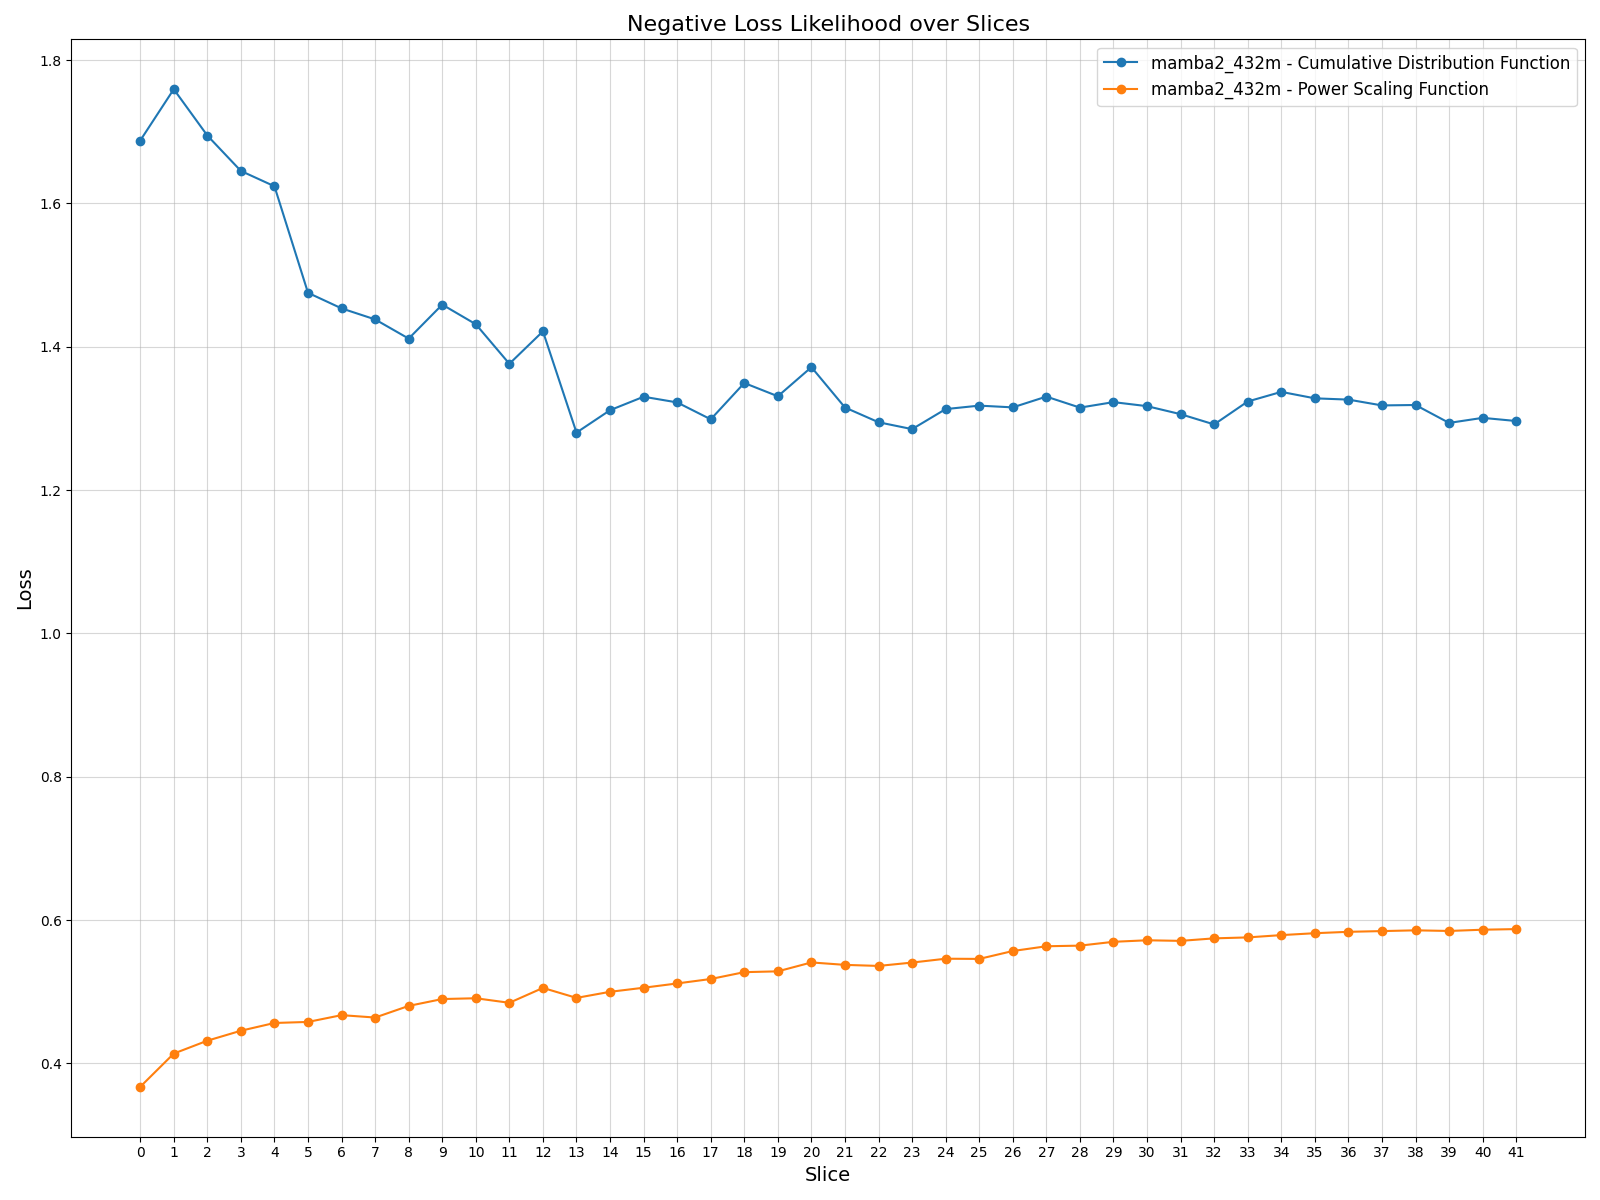 Negative Loss Likelihood over Slices
mamba2_432m - Cumulative Distribution Function
mamba2_432m - Power Scaling Function
Loss
1.8
1.6
1.4
1.2
1.0
0.8
0.6
0.4
0 1 2 3 4 5 6 7 8 9 10 11 12 13 14 15 16 17 18 19 20 21 22 23 24 25 26 27 28 29 30 31 32 33 34 35 36 37 38 39 40 41
Slice